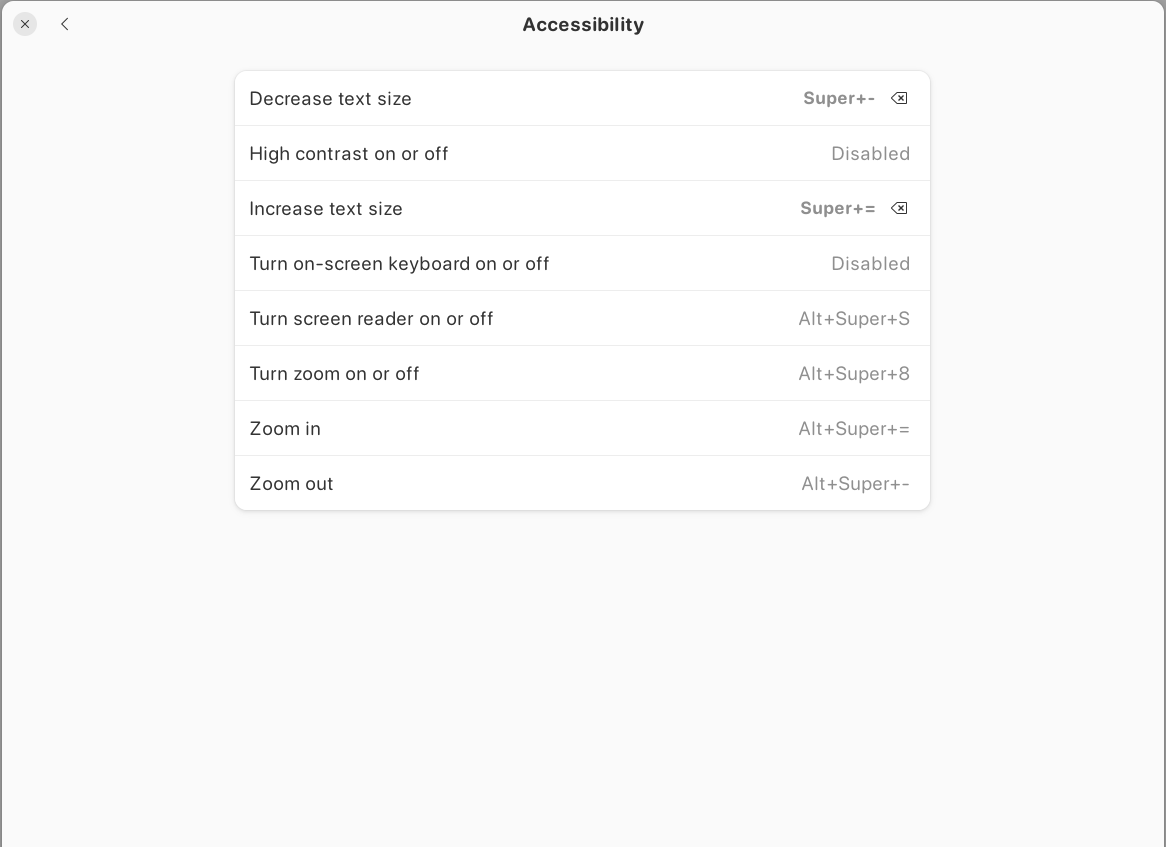 Accessibility
Decrease text size Super+-
High contrast on or off Disabled
Increase text size Super+=
Turn on-screen keyboard on or off Disabled
Turn screen reader on or off Alt+Super+S
Turn zoom on or off Alt+Super+8
Zoom in Alt+Super+=
Zoom out Alt+Super+-